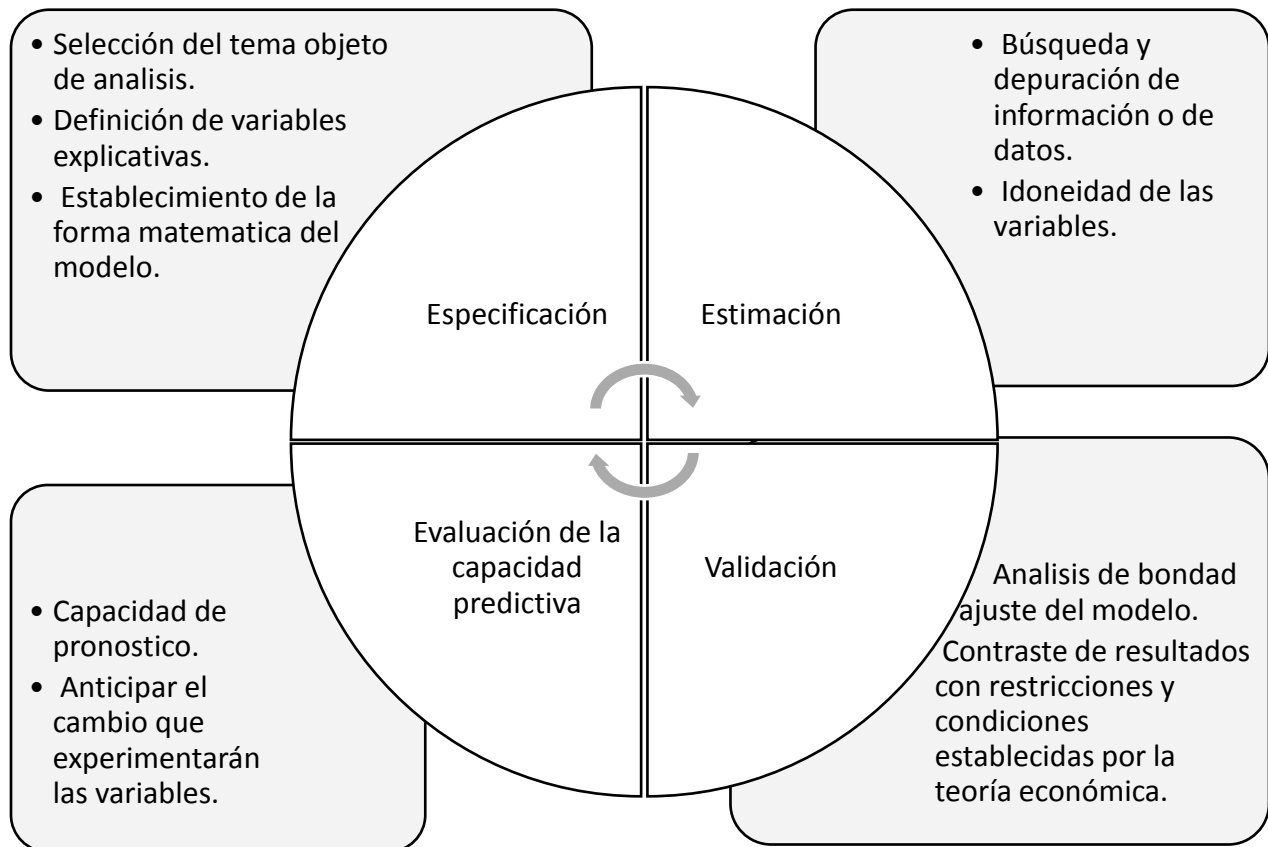 • Selección del tema objeto
de analisis.
• Definición de variables
explicativas.
• Establecimiento de la
forma matematica del
modelo.
• Búsqueda y
depuración de
información o de
datos.
• Idoneidad de las
variables.
Especificación
Estimación
Evaluación de la
capacidad
predictiva
Validación
• Capacidad de
pronostico.
• Anticipar el
cambio que
experimentarán
las variables.
Analisis de bondad
ajuste del modelo.
Contraste de resultados
con restricciones y
condiciones
establecidas por la
teoría económica.